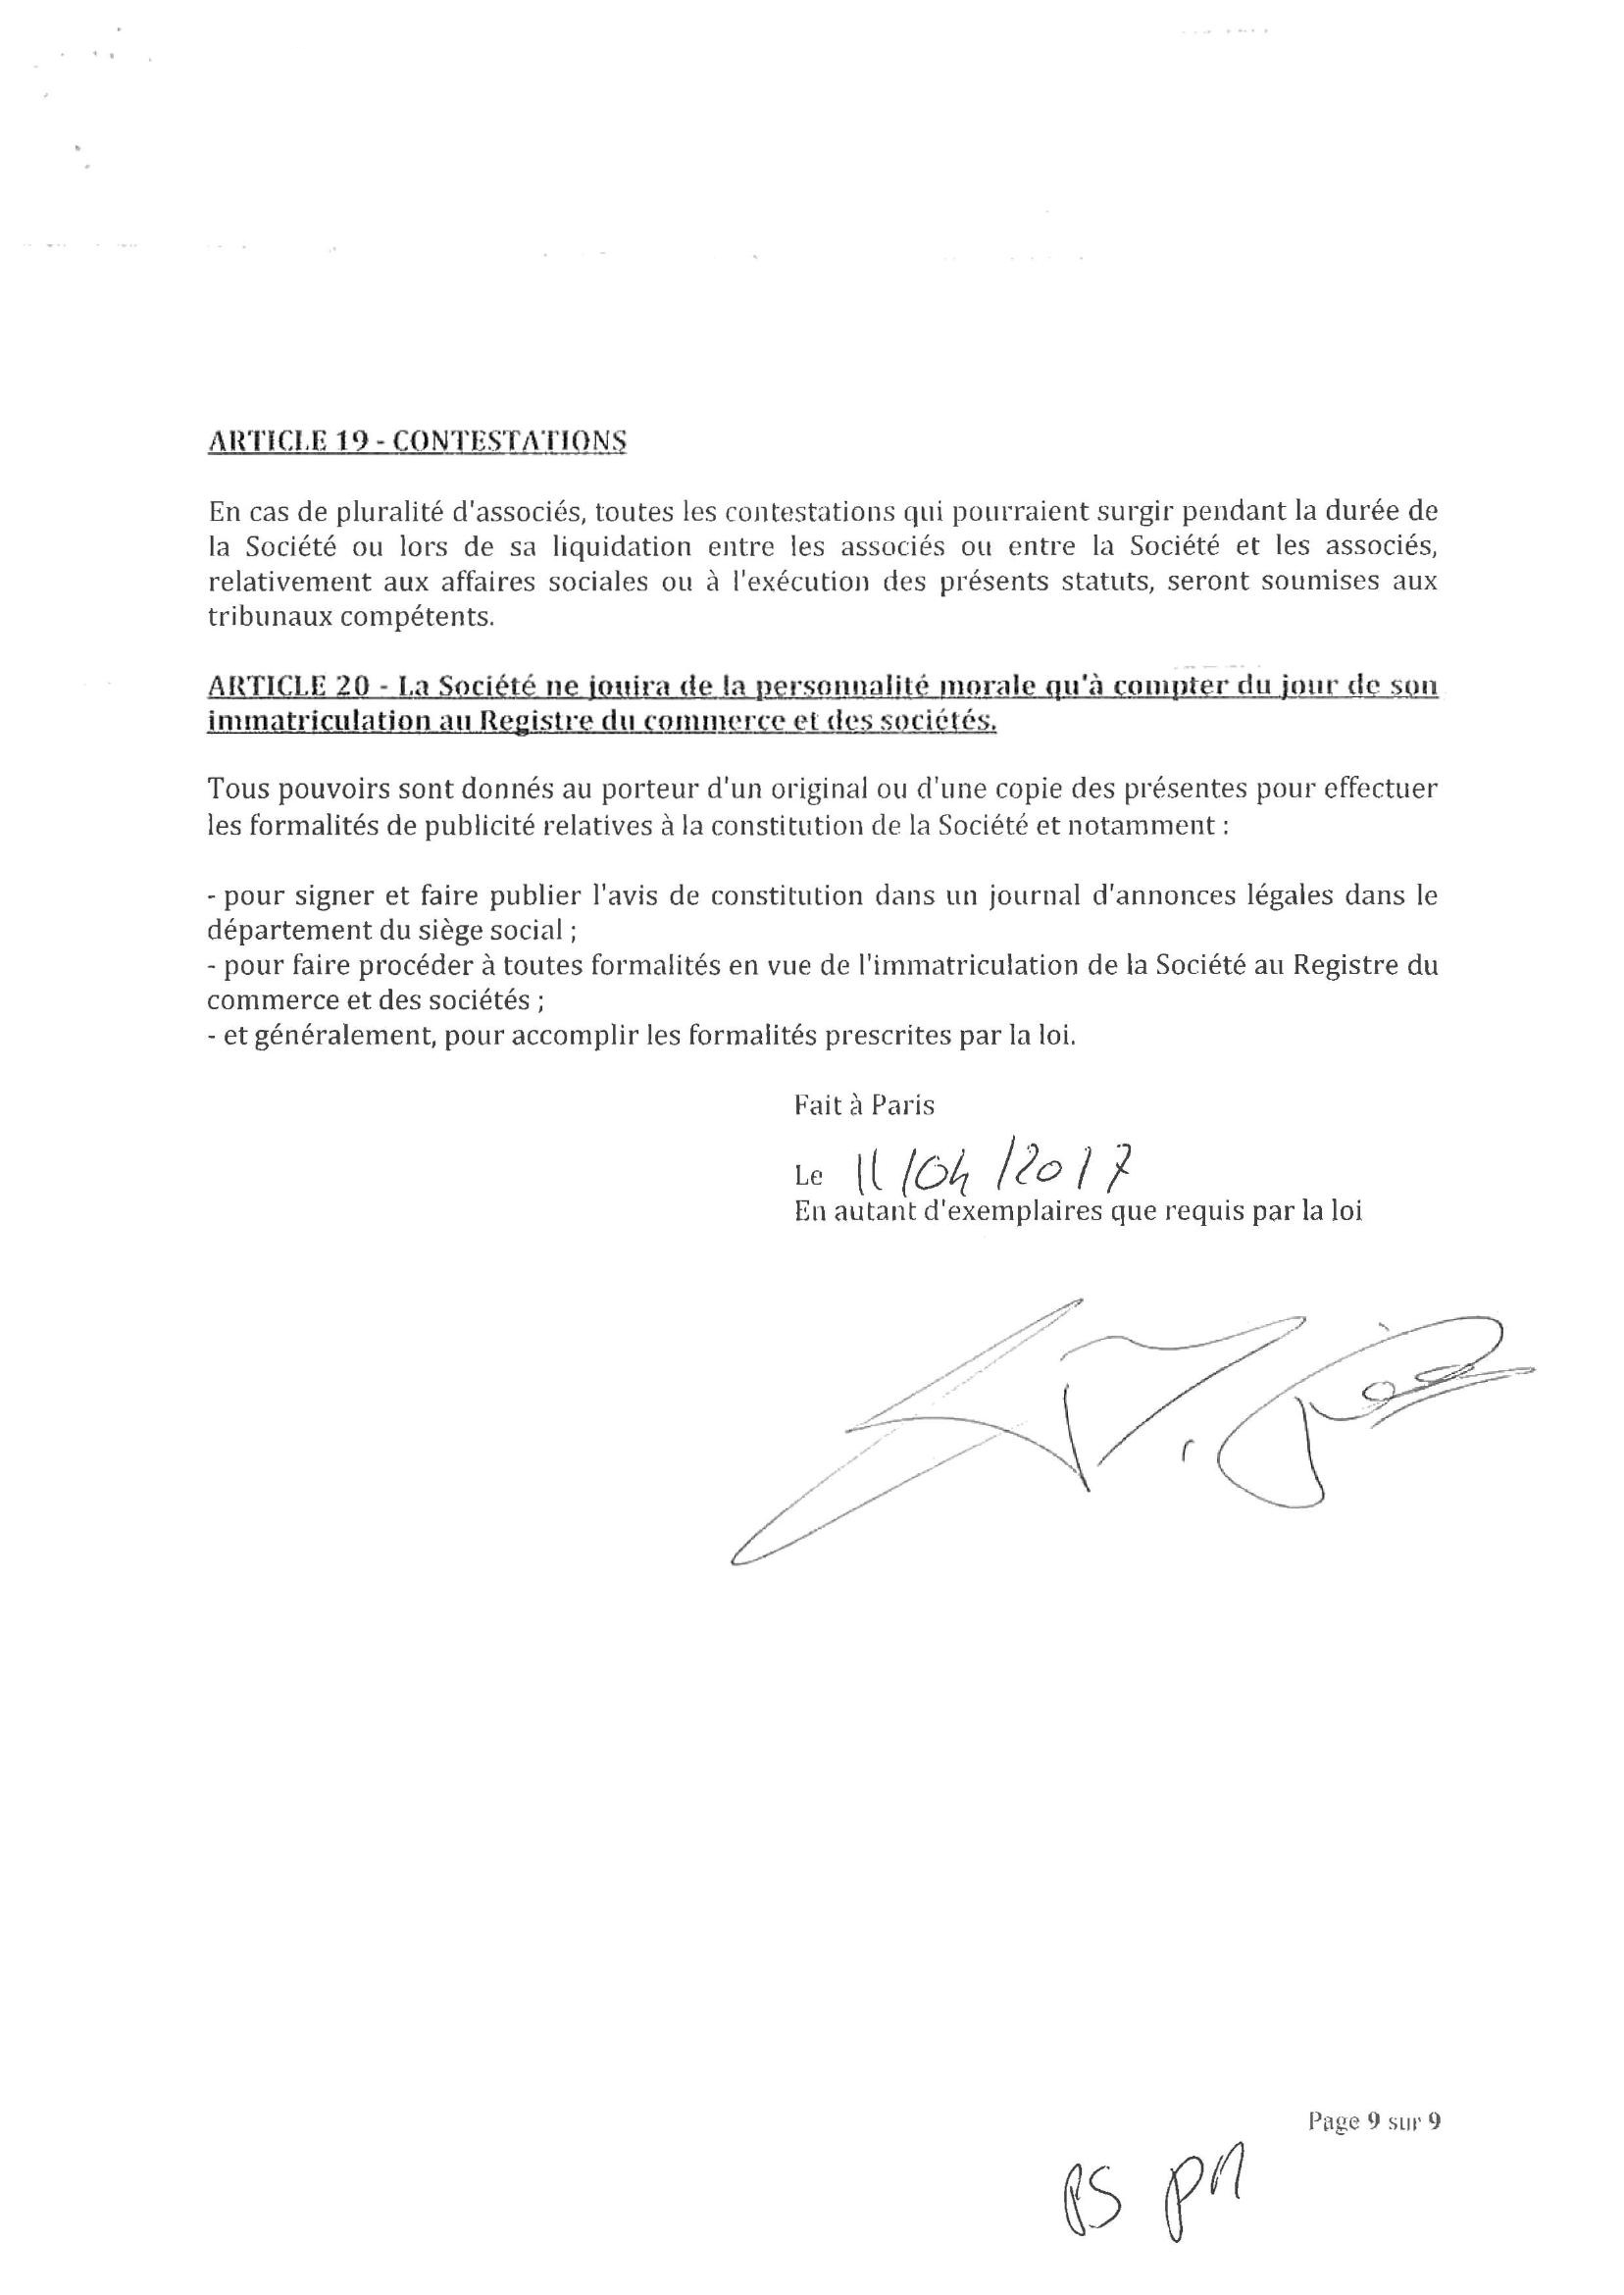 ARTICLE 19 - CONTESTATIONS
En cas de pluralité d'associés, toutes les contestations qui pourraient surgir pendant la durée de
la Société ou lors de sa liquidation entre les associés ou entre la Société et les associés,
relativement aux affaires sociales ou à l'exécution des présents statuts, seront soumises aux
tribunaux compétents.
ARTICLE 20 - La Société ne jouira de la personnalité morale qu'à compter du jour de son
immatriculation au Registre du commerce et des sociétés.
Tous pouvoirs sont donnés au porteur d'un original ou d'une copie des présentes pour effectuer
les formalités de publicité relatives à la constitution de la Société et notamment :
- pour signer et faire publier l'avis de constitution dans un journal d'annonces légales dans le
département du siège social ;
- pour faire procéder à toutes formalités en vue de l'immatriculation de la Société au Registre du
commerce et des sociétés ;
- et généralement, pour accomplir les formalités prescrites par la loi.
Fait à Paris
Le 11/04/2017
En autant d'exemplaires que requis par la loi
Page 9 sur 9
PS PM